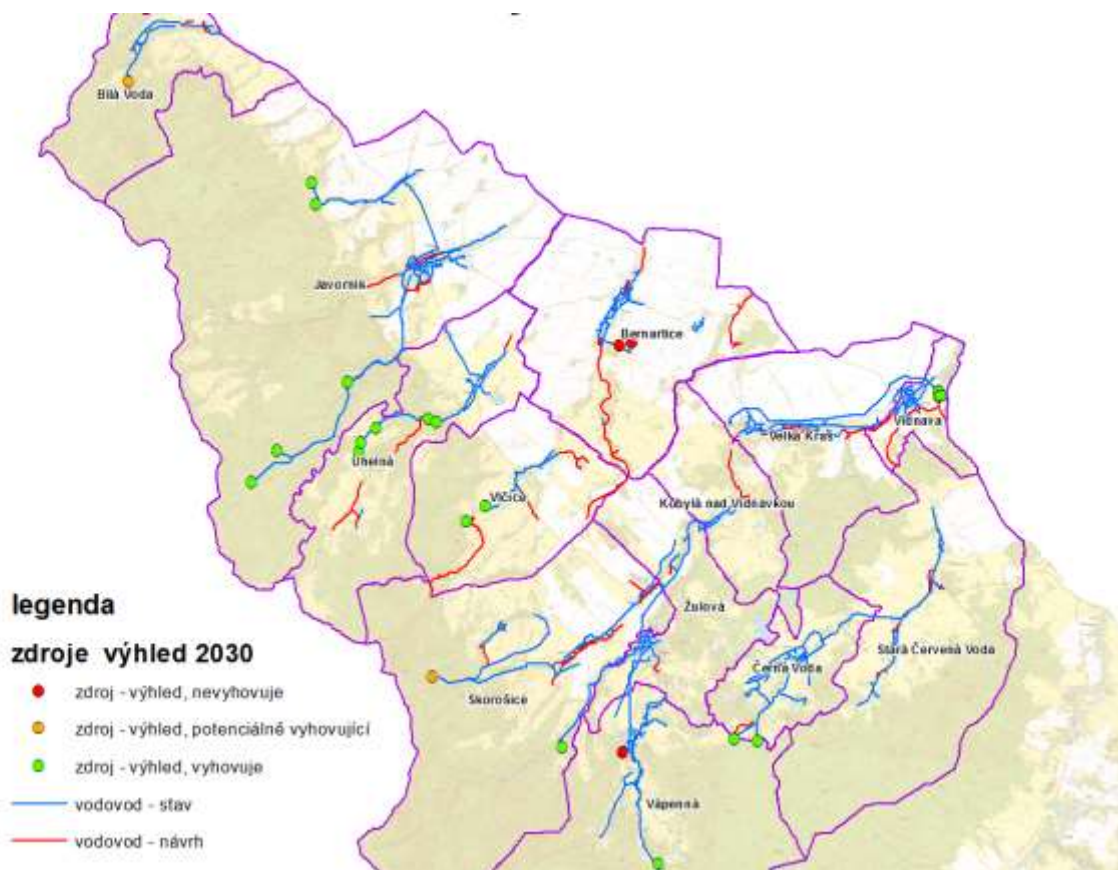 Bílá Voda
Javorník
Bernartice
Vidnava
Velká Kraš
Uhelná
Vlčice
Kobylá nad Vidnavkou
Žulová
Stará Červená Voda
Černá Voda
Skorošice
Vápenná
legenda
zdroje výhled 2030
zdroj - výhled, nevyhovuje
zdroj - výhled, potenciálně vyhovující
zdroj - výhled, vyhovuje
vodovod - stav
vodovod - návrh